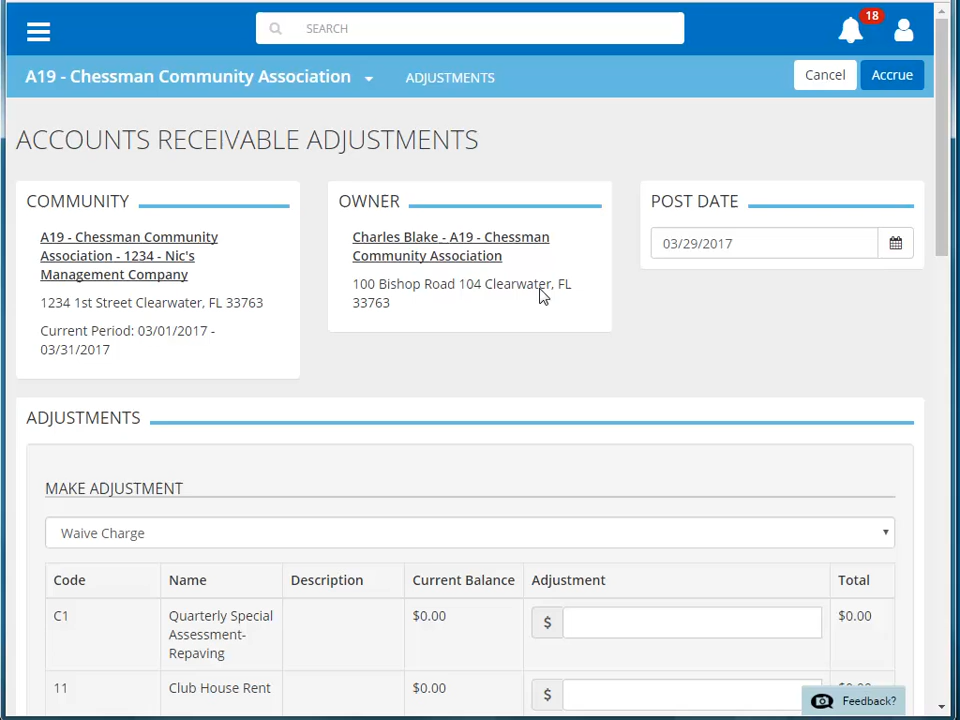 SEARCH
18
A19 - Chessman Community Association
ADJUSTMENTS
Cancel
Accrue
ACCOUNTS RECEIVABLE ADJUSTMENTS
COMMUNITY
A19 - Chessman Community
Association - 1234 - Nic's
Management Company
1234 1st Street Clearwater, FL 33763
Current Period: 03/01/2017 -
03/31/2017
OWNER
Charles Blake - A19 - Chessman
Community Association
100 Bishop Road 104 Clearwater, FL
33763
POST DATE
03/29/2017
ADJUSTMENTS
MAKE ADJUSTMENT
Waive Charge
Code Name Description Current Balance Adjustment Total
C1 Quarterly Special $0.00 $ $0.00
Assessment-
Repaving
11 Club House Rent $0.00 $ $0.00
Feedback?